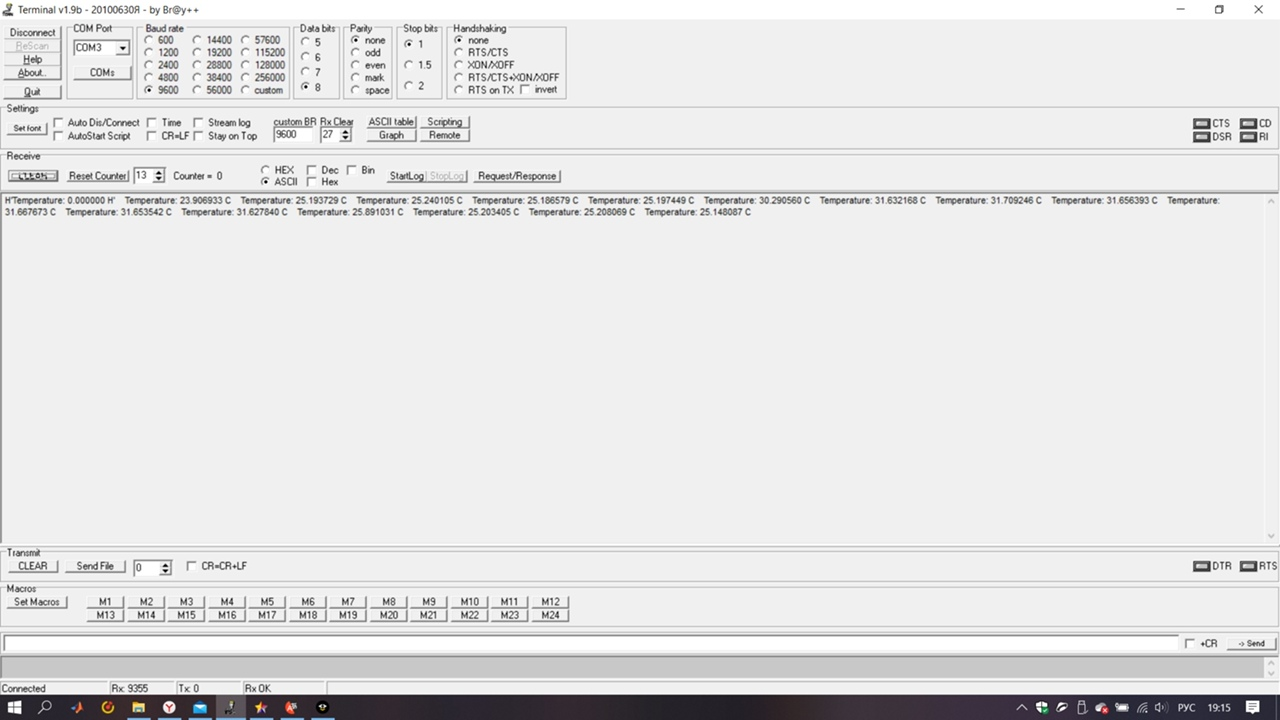 Terminal v1.9b - 20100630Я - by Br@y++
Disconnect
ReScan
Help
About..
Quit
COM Port
COM3
COMs
Baud rate
600 14400 57600
1200 19200 115200
2400 28800 128000
4800 38400 256000
9600 56000 custom
Data bits
5
6
7
8
Parity
none
odd
even
mark
space
Stop bits
1
1.5
2
Handshaking
none
RTS/CTS
XON/XOFF
RTS/CTS+XON/XOFF
RTS on TX invert
Settings
Set font
Auto Dis/Connect Time Stream log
AutoStart Script CR=LF Stay on Top
custom BR Rx Clear
9600 27
ASCII table Scripting
Graph Remote
CTS CD
DSR RI
Receive
CLEAR Reset Counter 13 Counter = 0
HEX Dec Bin
ASCII Hex
StartLog StopLog Request/Response
H'Temperature: 0.000000 H' Temperature: 23.906933 C Temperature: 25.193729 C Temperature: 25.240105 C Temperature: 25.186579 C Temperature: 25.197449 C Temperature: 30.290560 C Temperature: 31.632168 C Temperature: 31.709246 C Temperature: 31.656393 C Temperature:
31.667673 C Temperature: 31.653542 C Temperature: 31.627840 C Temperature: 25.891031 C Temperature: 25.203405 C Temperature: 25.208069 C Temperature: 25.148087 C
Transmit
CLEAR Send File 0 CR=CR+LF
DTR RTS
Macros
Set Macros
M1 M2 M3 M4 M5 M6 M7 M8 M9 M10 M11 M12
M13 M14 M15 M16 M17 M18 M19 M20 M21 M22 M23 M24
+CR -> Send
Connected Rx: 9355 Tx: 0 Rx OK
РУС 19:15